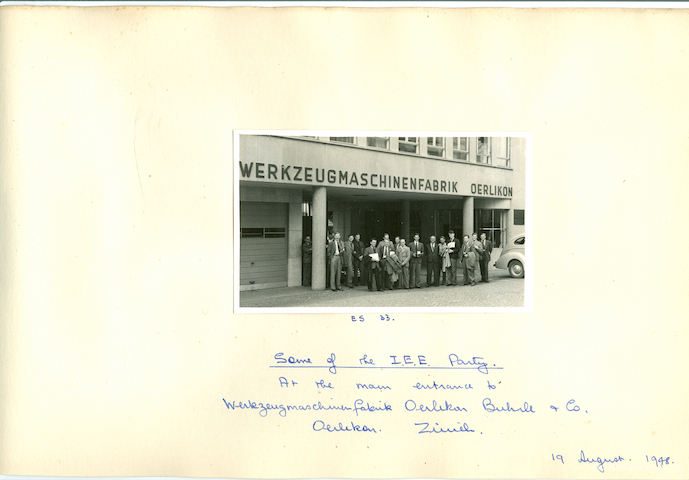 WERKZEUGMASCHINENFABRIK OERLIKON
ES 33.
Some of the I.E.E. Party.
At the main entrance to
Werkzeugmaschinenfabrik Oerlikon Buhrle & Co.
Oerlikon. Zürich.
19 August. 1948.